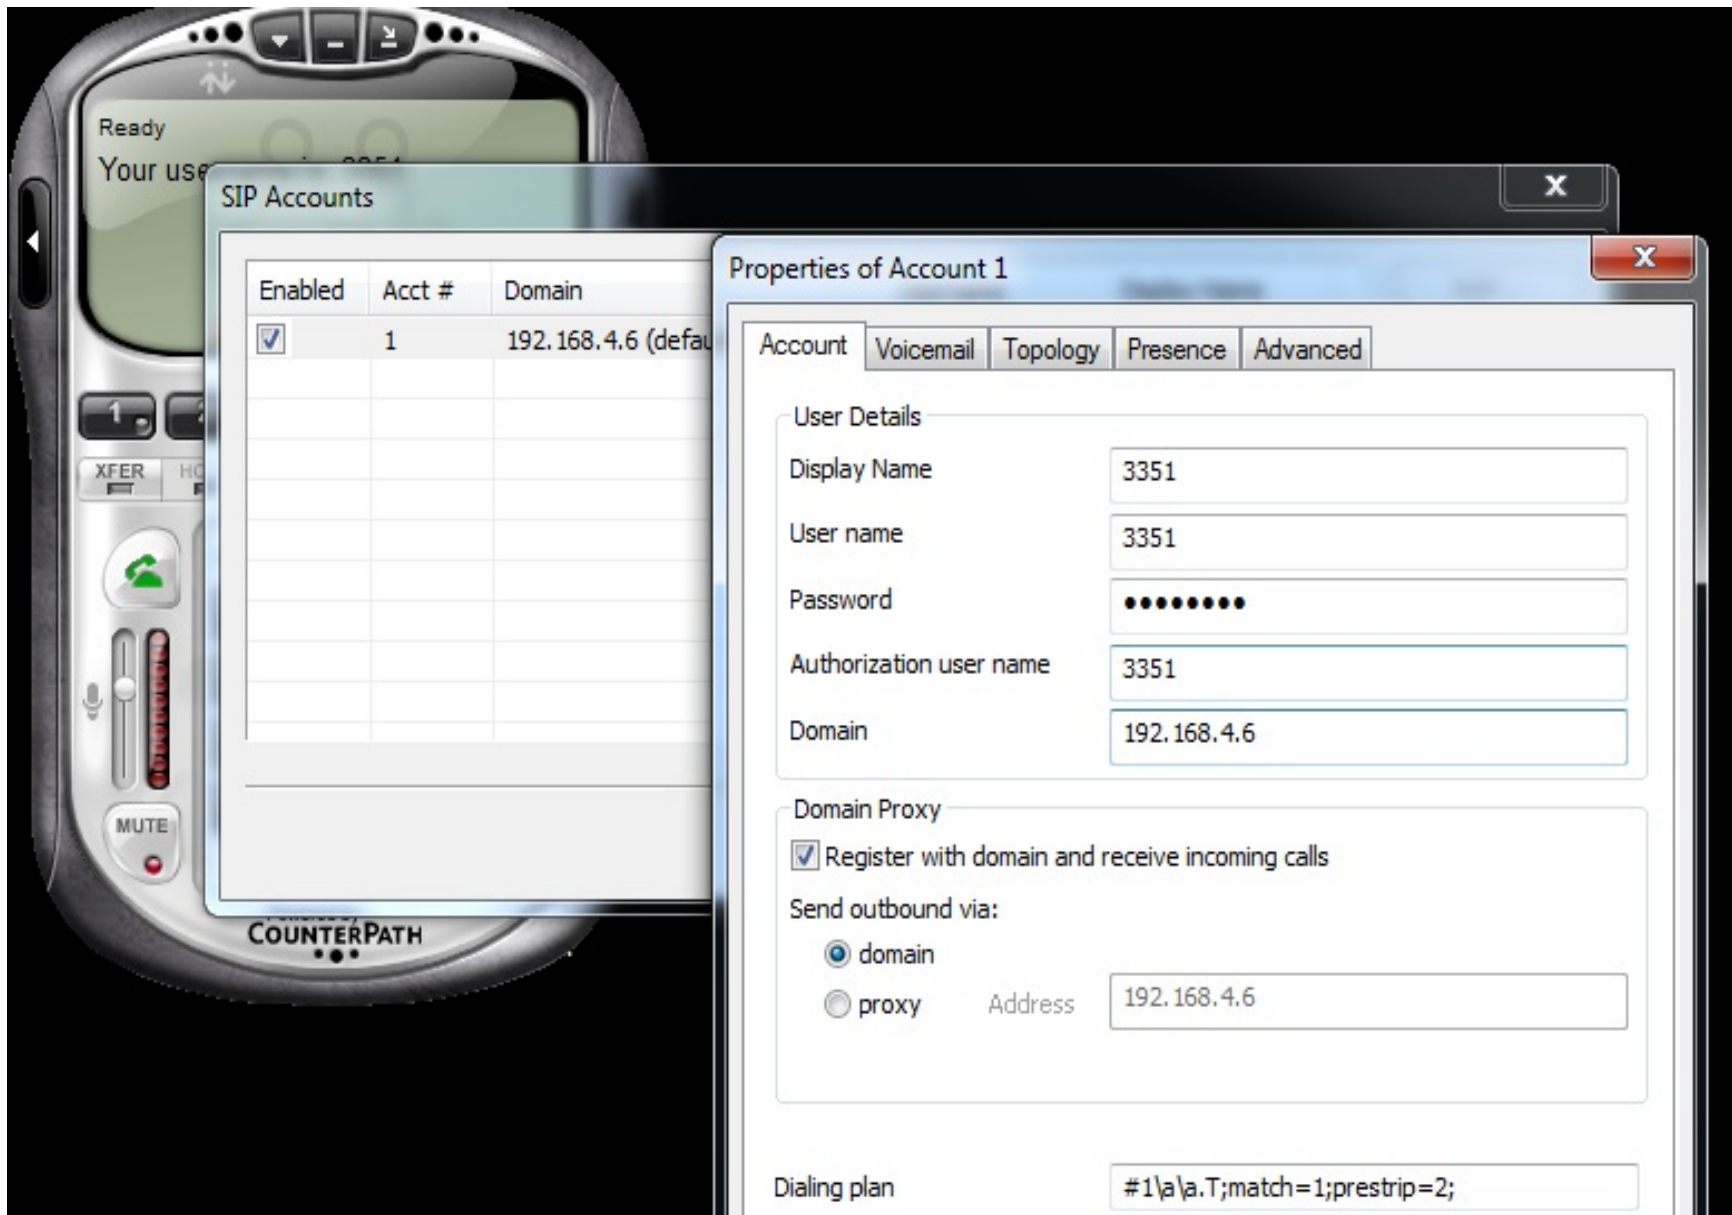 Ready
Your use
SIP Accounts
X
Enabled Acct # Domain
1 192.168.4.6 (defau
Properties of Account 1
X
Account Voicemail Topology Presence Advanced
User Details
Display Name 3351
User name 3351
Password ●●●●●●●●
Authorization user name 3351
Domain 192.168.4.6
Domain Proxy
Register with domain and receive incoming calls
Send outbound via:
domain
proxy Address 192.168.4.6
Dialing plan #1\a\a.T;match=1;prestrip=2;
1
XFER
MUTE
COUNTERPATH